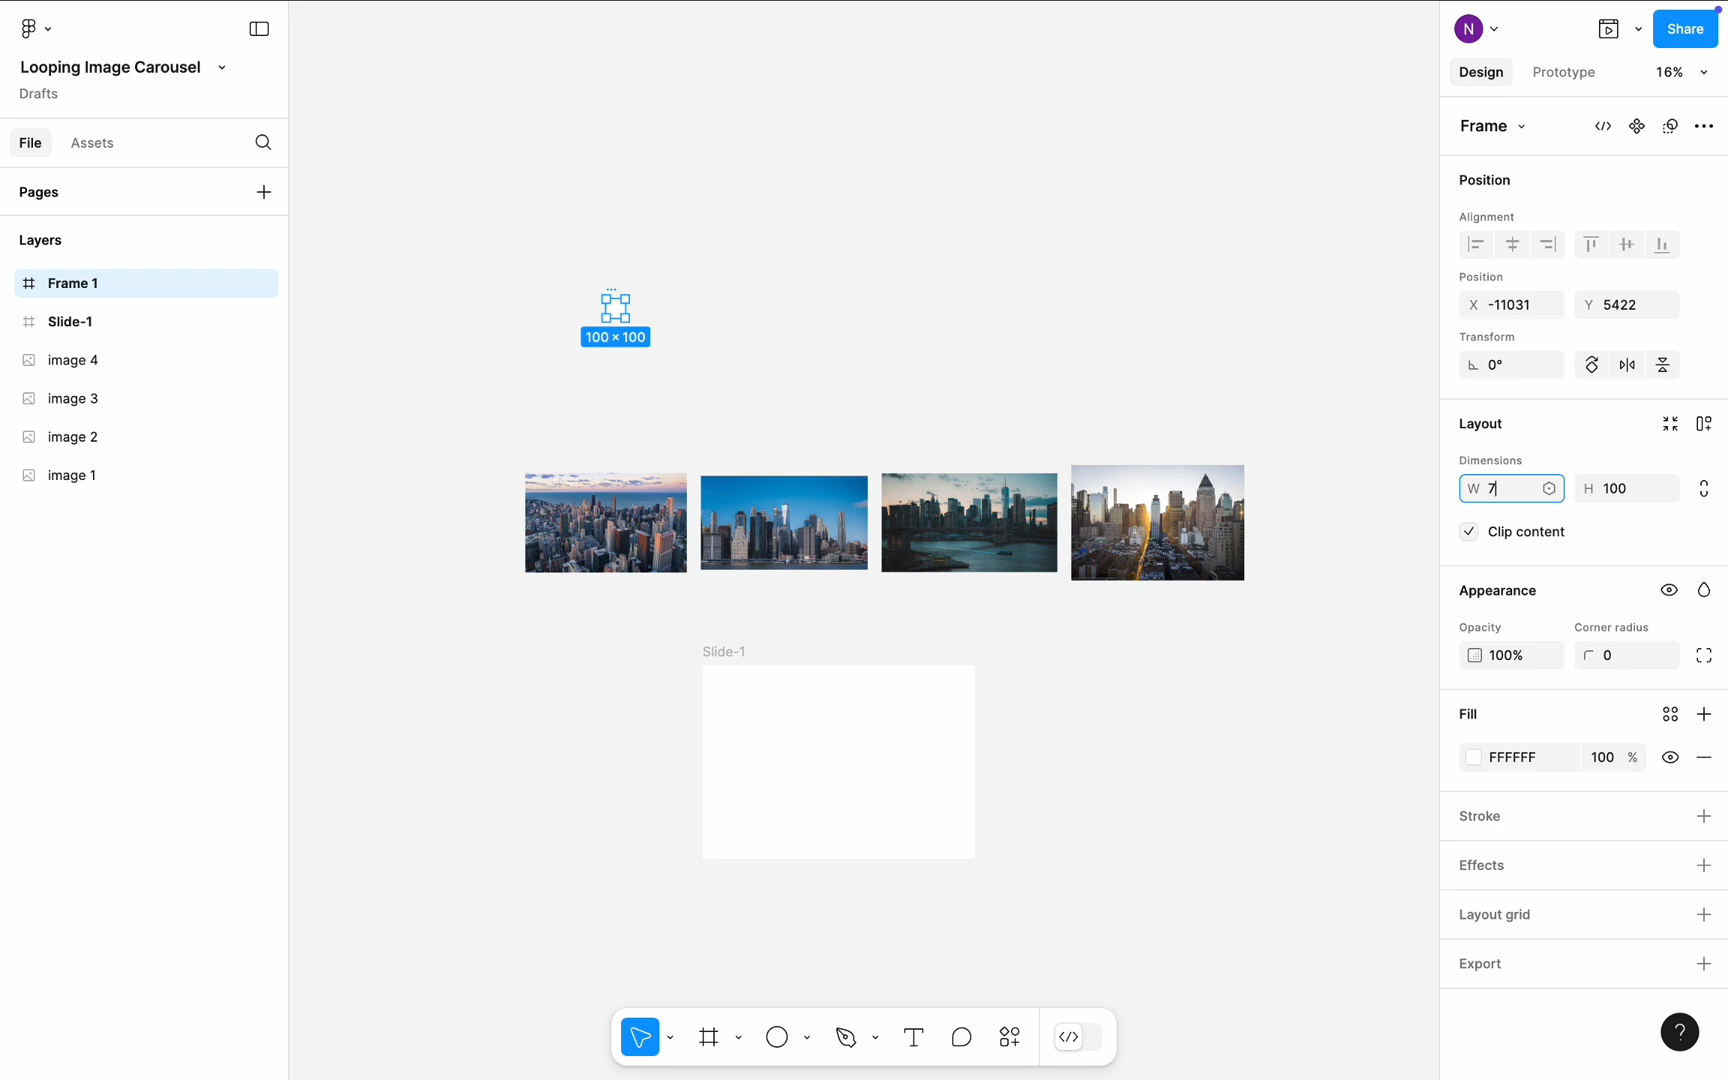 Looping Image Carousel
Drafts
File
Assets
Pages
Layers
Frame 1
Slide-1
image 4
image 3
image 2
image 1
...
100 × 100
Slide-1
N
Share
Design
Prototype
16%
Frame
Position
Alignment
Position
X -11031
Y 5422
Transform
0°
Layout
Dimensions
W 7
H 100
Clip content
Appearance
Opacity
Corner radius
100%
0
Fill
FFFFFF
100 %
Stroke
Effects
Layout grid
Export
?